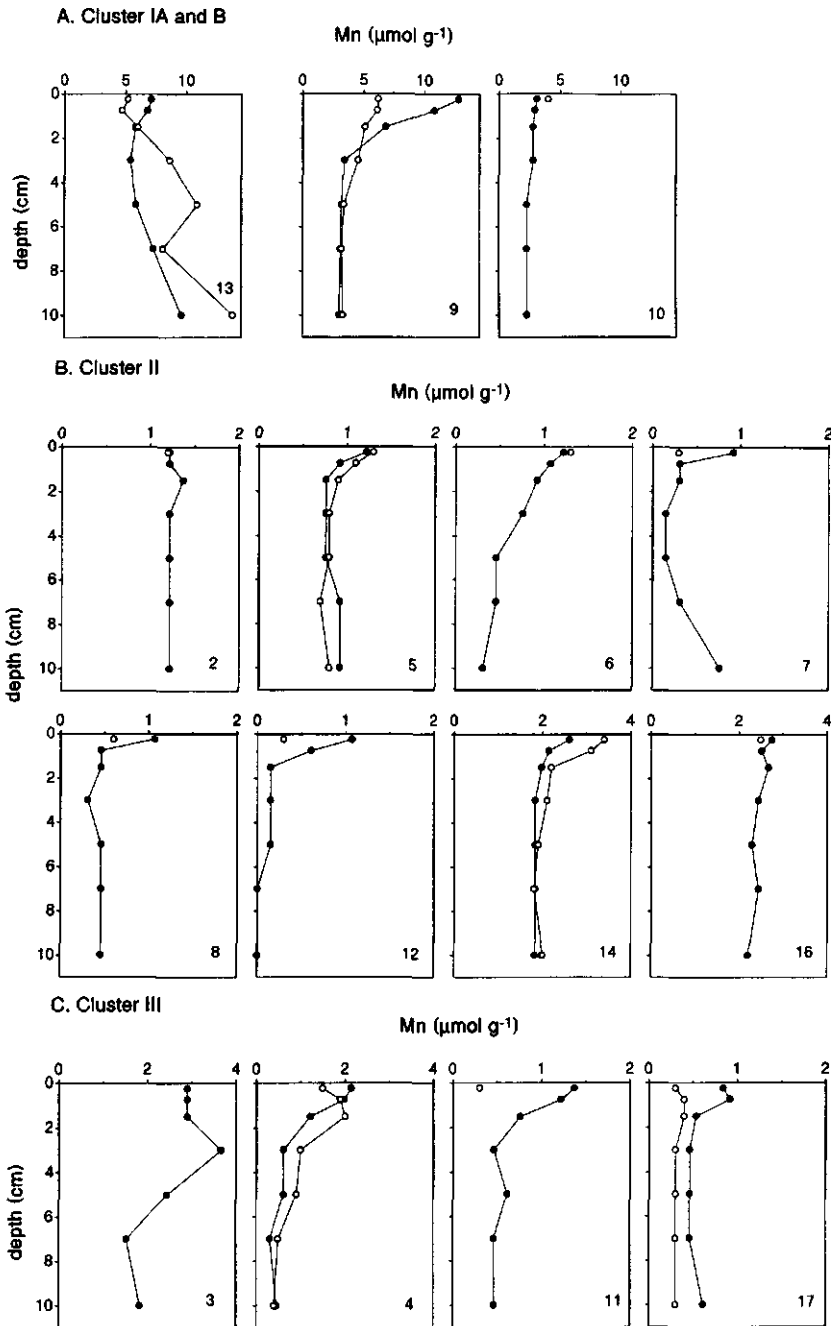 A. Cluster IA and B
Mn (μmol g-1)
0 5 10 0 5 10 0 5 10
0
2
4
6
8
10
depth (cm)
13 9 10
B. Cluster II
Mn (μmol g-1)
0 1 2 0 1 2 0 1 2 0 1 2
0
2
4
6
8
10
2 5 6 7
depth (cm)
0 1 2 0 1 2 0 2 4 0 2 4
0
2
4
6
8
10
8 12 14 16
C. Cluster III
Mn (μmol g-1)
0 2 4 0 2 4 0 1 2 0 1 2
0
2
4
6
8
10
depth (cm)
3 4 11 17